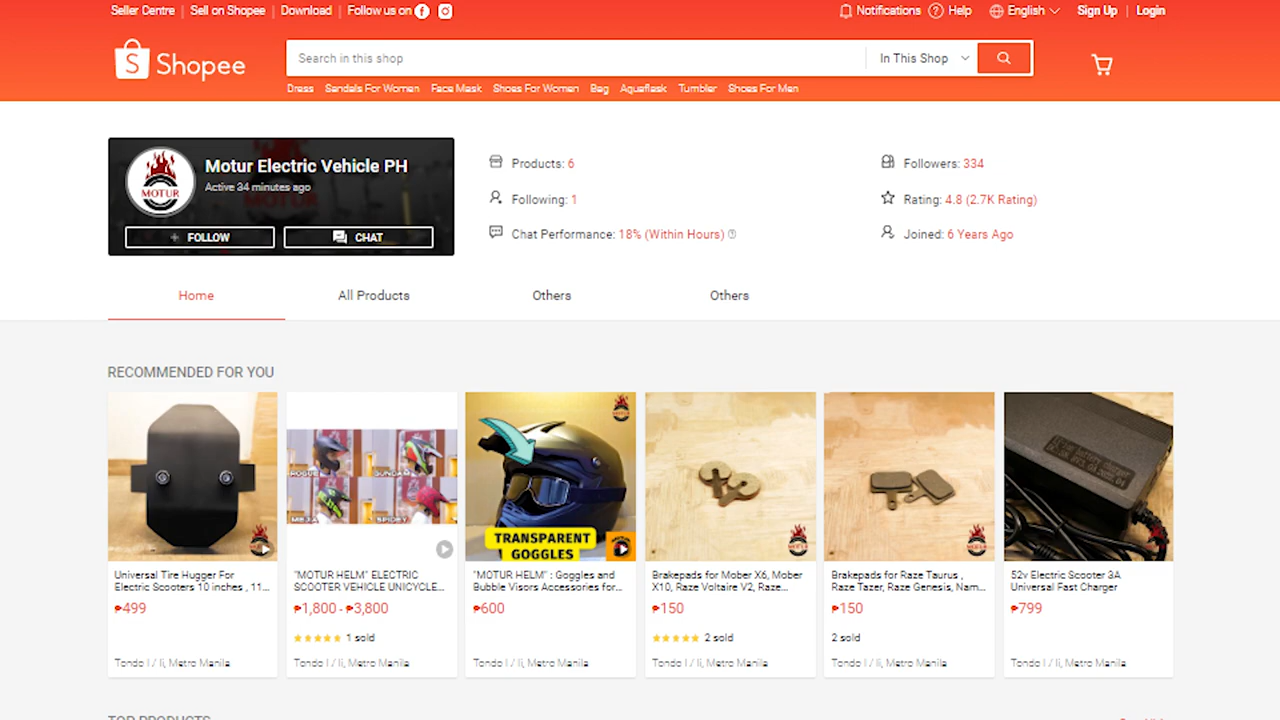 Seller Centre | Sell on Shopee | Download | Follow us on
Notifications Help English Sign Up | Login
Shopee
Search in this shop
In This Shop
Dress Sandals For Women Face Mask Shoes For Women Bag Aquaflask Tumbler Shoes For Men
MOTUR
Motur Electric Vehicle PH
Active 34 minutes ago
+ FOLLOW
CHAT
Products: 6
Followers: 334
Following: 1
Rating: 4.8 (2.7K Rating)
Chat Performance: 18% (Within Hours)
Joined: 6 Years Ago
Home
All Products
Others
Others
RECOMMENDED FOR YOU
ROGUE
MEJIA
SPIDEY
TRANSPARENT
GOGGLES
Universal Tire Hugger For
Electric Scooters 10 inches , 11...
₱499
Tondo I / Ii, Metro Manila
"MOTUR HELM" ELECTRIC
SCOOTER VEHICLE UNICYCLE...
₱1,800 - ₱3,800
1 sold
Tondo I / Ii, Metro Manila
"MOTUR HELM" : Goggles and
Bubble Visors Accessories for...
₱600
Tondo I / Ii, Metro Manila
Brakepads for Mober X6, Mober
X10, Raze Voltaire V2, Raze...
₱150
2 sold
Tondo I / Ii, Metro Manila
Brakepads for Raze Taurus ,
Raze Tazer, Raze Genesis, Nam...
₱150
2 sold
Tondo I / Ii, Metro Manila
52v Electric Scooter 3A
Universal Fast Charger
₱799
Tondo I / Ii, Metro Manila
TOP PRODUCTS